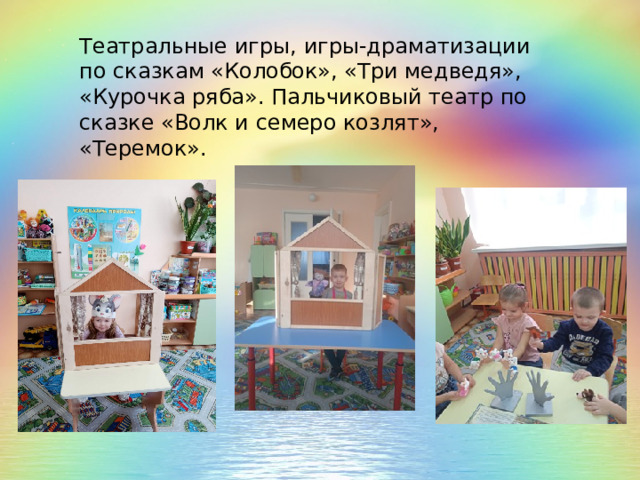 Театральные игры, игры-драматизации
по сказкам «Колобок», «Три медведя»,
«Курочка ряба». Пальчиковый театр по
сказке «Волк и семеро козлят»,
«Теремок».